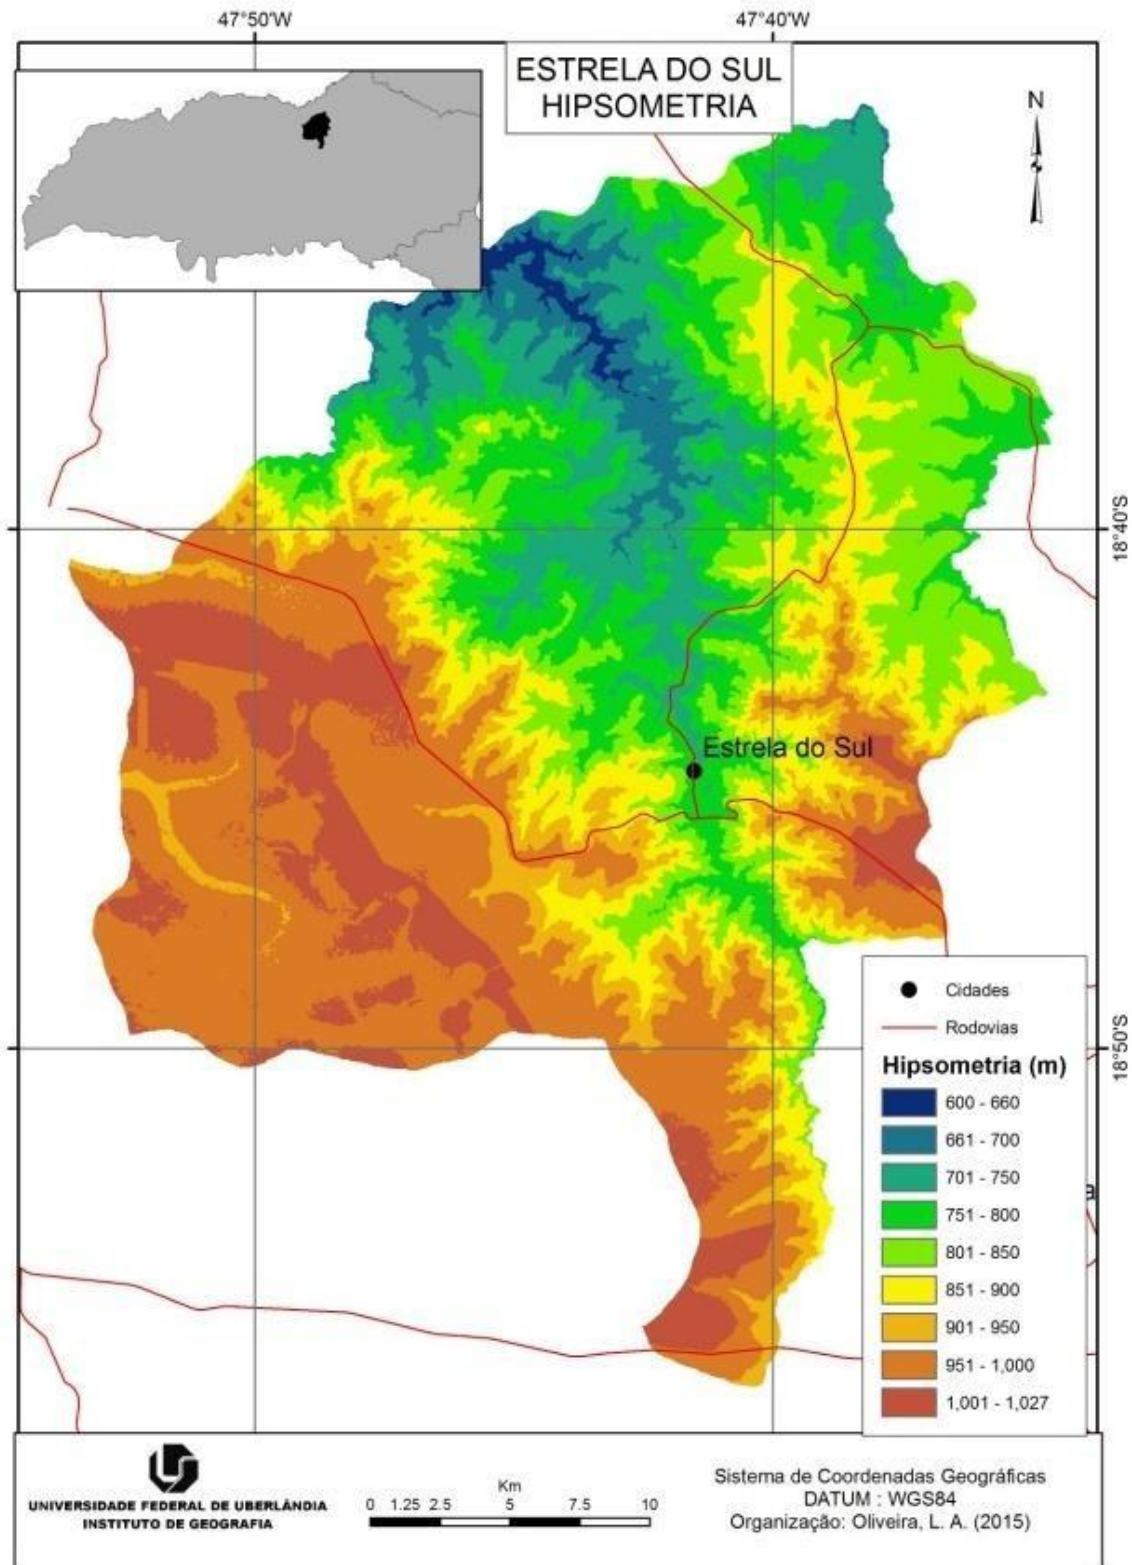 47°50'W
47°40'W
ESTRELA DO SUL
HIPSOMETRIA
N
18°40'S
Estrela do Sul
18°50'S
Cidades
Rodovias
Hipsometria (m)
600 - 660
661 - 700
701 - 750
751 - 800
801 - 850
851 - 900
901 - 950
951 - 1,000
1,001 - 1,027
a
UNIVERSIDADE FEDERAL DE UBERLÂNDIA
INSTITUTO DE GEOGRAFIA
Km
0 1.25 2.5 5 7.5 10
Sistema de Coordenadas Geográficas
DATUM : WGS84
Organização: Oliveira, L. A. (2015)